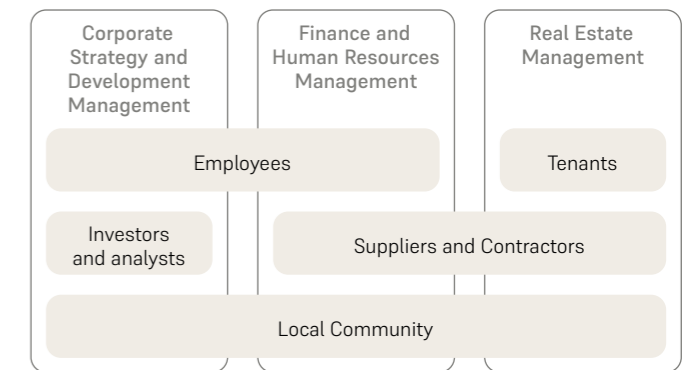 Corporate
Strategy and
Development
Management
Finance and
Human Resources
Management
Real Estate
Management
Employees
Tenants
Investors
and analysts
Suppliers and Contractors
Local Community